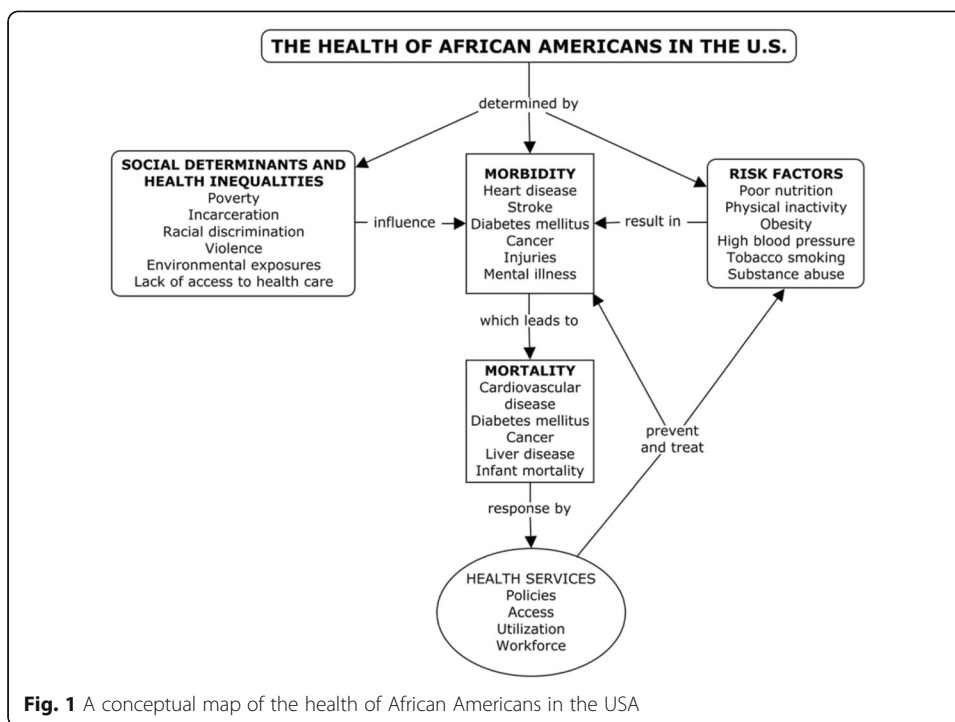 THE HEALTH OF AFRICAN AMERICANS IN THE U.S.
determined by
SOCIAL DETERMINANTS AND
HEALTH INEQUALITIES
Poverty
Incarceration
Racial discrimination
Violence
Environmental exposures
Lack of access to health care
influence
MORBIDITY
Heart disease
Stroke
Diabetes mellitus
Cancer
Injuries
Mental illness
result in
RISK FACTORS
Poor nutrition
Physical inactivity
Obesity
High blood pressure
Tobacco smoking
Substance abuse
which leads to
MORTALITY
Cardiovascular
disease
Diabetes mellitus
Cancer
Liver disease
Infant mortality
prevent
and treat
response by
HEALTH SERVICES
Policies
Access
Utilization
Workforce
Fig. 1 A conceptual map of the health of African Americans in the USA